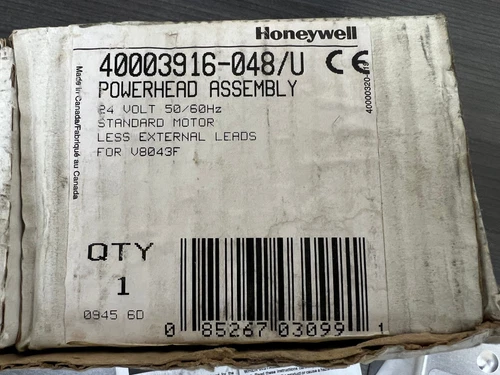 Honeywell
40003916-048/U CE
POWERHEAD ASSEMBLY
24 VOLT 50/60Hz
STANDARD MOTOR
LESS EXTERNAL LEADS
FOR V8043F
Made in Canada/Fabriqué au Canada
QTY
1
0945 6D
0 85267 03099 1